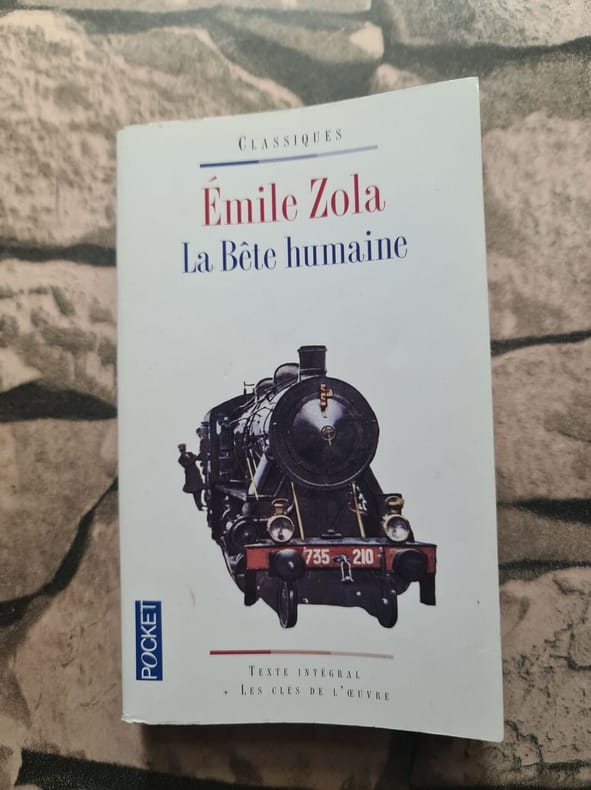 CLASSIQUES
Émile Zola
La Bête humaine
735 210
POCKET
TEXTE INTÉGRAL
+ LES CLÉS DE L'ŒUVRE